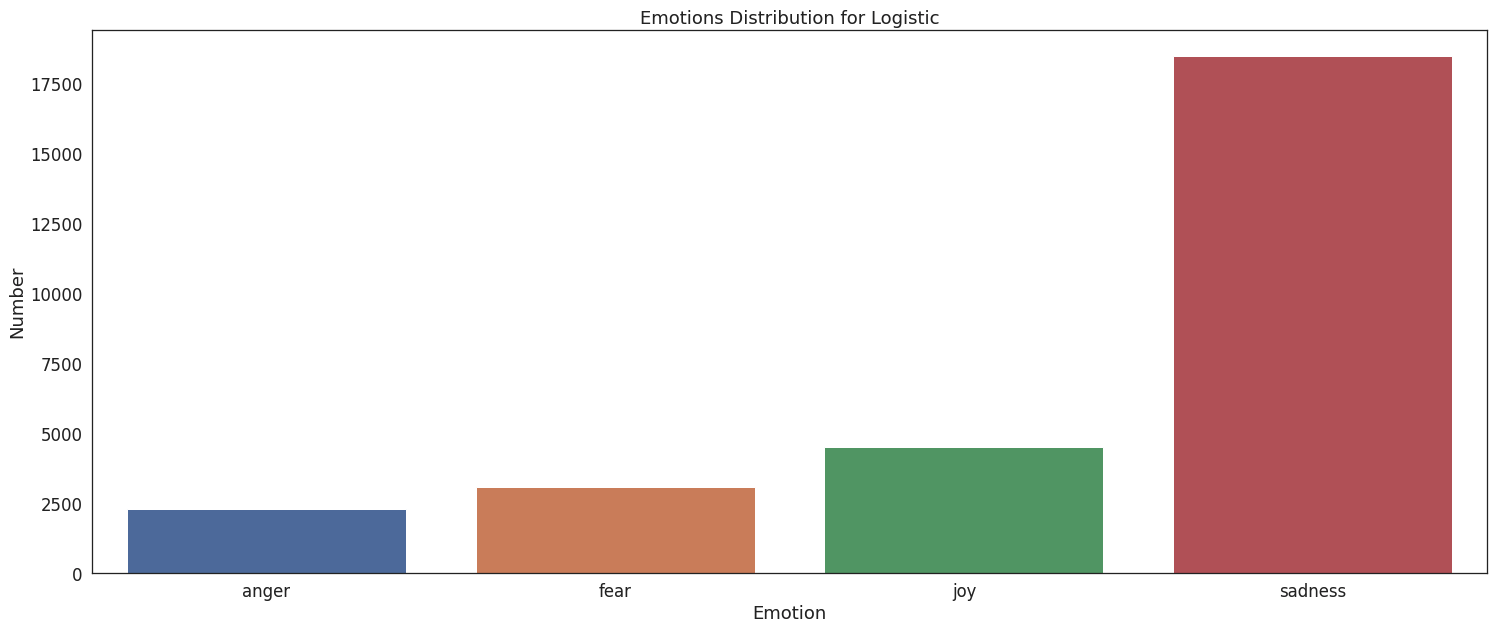 Emotions Distribution for Logistic
17500
15000
12500
10000
7500
5000
2500
0
Number
anger fear joy sadness
Emotion